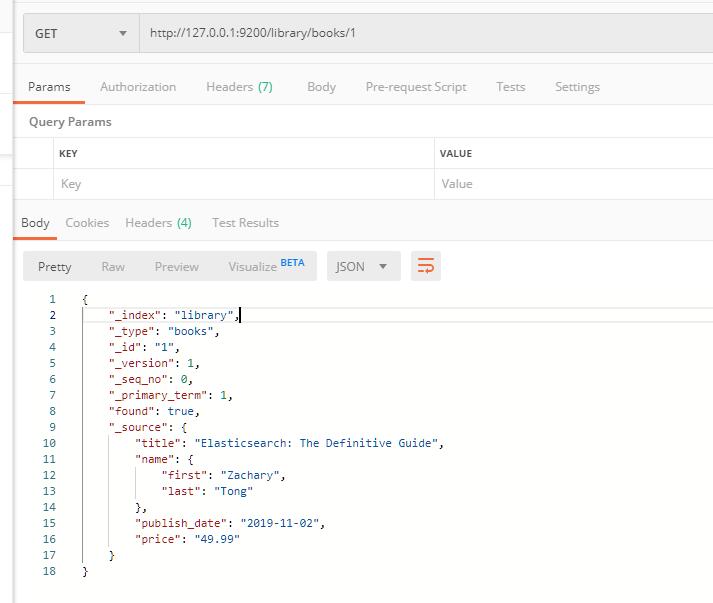 GET http://127.0.0.1:9200/library/books/1
Params Authorization Headers (7) Body Pre-request Script Tests Settings
Query Params
KEY VALUE
Key Value
Body Cookies Headers (4) Test Results
Pretty Raw Preview Visualize BETA JSON
1 {
2 "_index": "library",
3 "_type": "books",
4 "_id": "1",
5 "_version": 1,
6 "_seq_no": 0,
7 "_primary_term": 1,
8 "found": true,
9 "_source": {
10 "title": "Elasticsearch: The Definitive Guide",
11 "name": {
12 "first": "Zachary",
13 "last": "Tong"
14 },
15 "publish_date": "2019-11-02",
16 "price": "49.99"
17 }
18 }